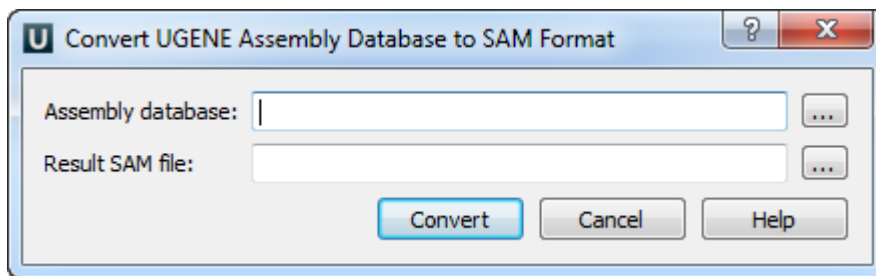 U Convert UGENE Assembly Database to SAM Format ? X
Assembly database: ...
Result SAM file: ...
Convert Cancel Help